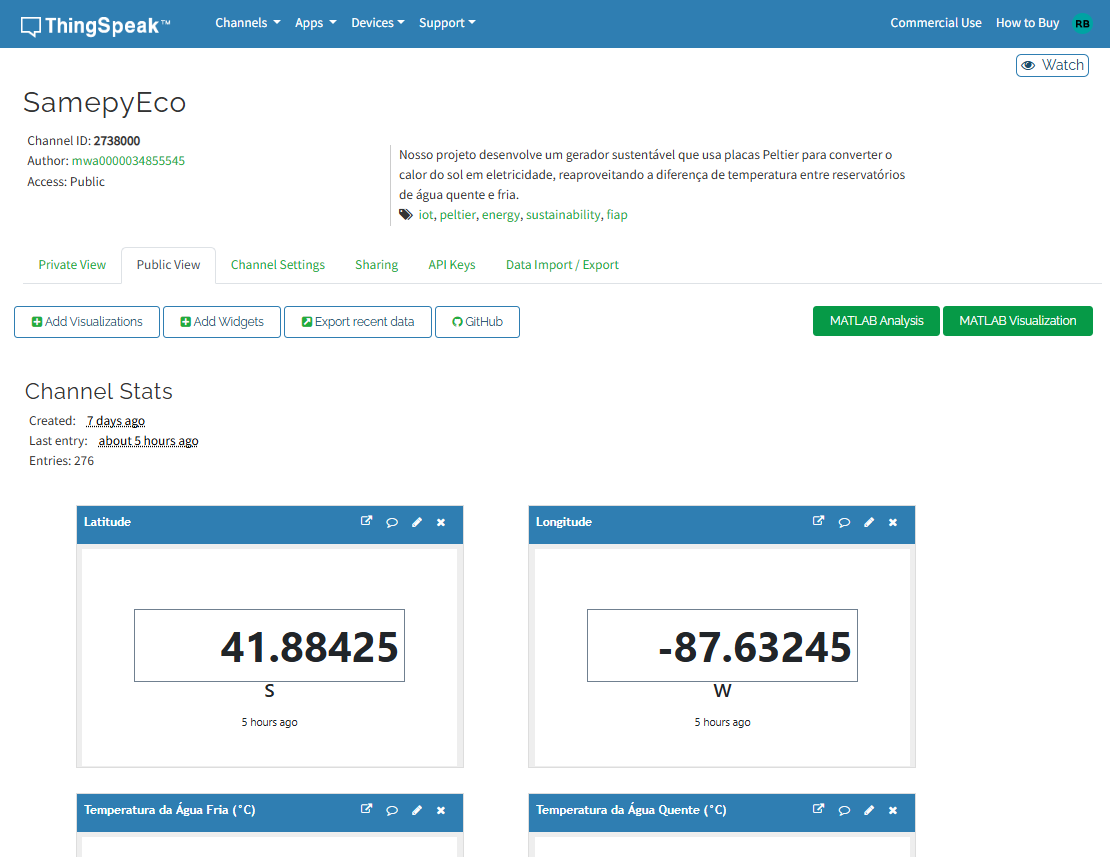 ThingSpeak™ Channels Apps Devices Support Commercial Use How to Buy RB
Watch
SamepyEco
Channel ID: 2738000
Author: mwa0000034855545
Access: Public
Nosso projeto desenvolve um gerador sustentável que usa placas Peltier para converter o
calor do sol em eletricidade, reaproveitando a diferença de temperatura entre reservatórios
de água quente e fria.
iot, peltier, energy, sustainability, fiap
Private View Public View Channel Settings Sharing API Keys Data Import / Export
Add Visualizations Add Widgets Export recent data GitHub MATLAB Analysis MATLAB Visualization
Channel Stats
Created: 7 days ago
Last entry: about 5 hours ago
Entries: 276
Latitude
41.88425
S
5 hours ago
Longitude
-87.63245
W
5 hours ago
Temperatura da Água Fria (°C)
Temperatura da Água Quente (°C)